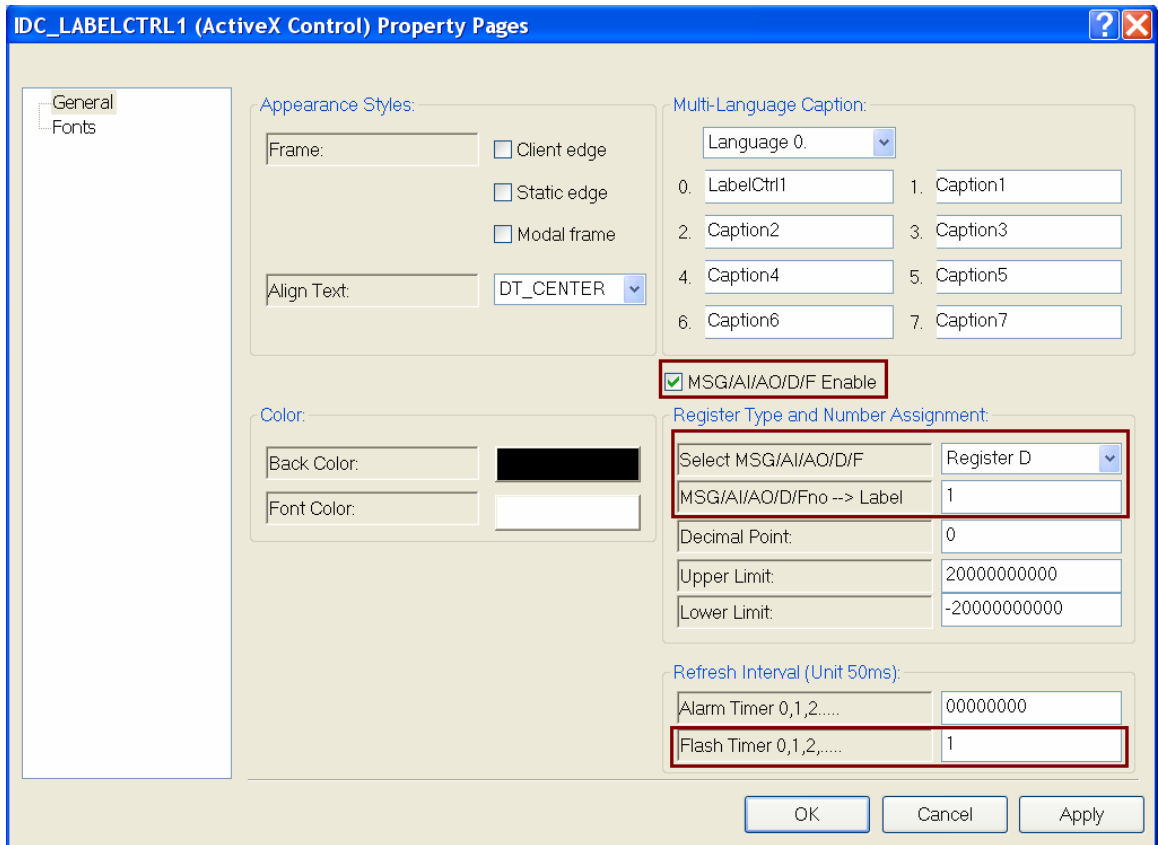 IDC_LABELCTRL1 (ActiveX Control) Property Pages
General
Fonts
Appearance Styles:
Frame:
Client edge
Static edge
Modal frame
Align Text:
DT_CENTER
Multi-Language Caption:
Language 0.
0. LabelCtrl1 1. Caption1
2. Caption2 3. Caption3
4. Caption4 5. Caption5
6. Caption6 7. Caption7
MSG/AI/AO/D/F Enable
Color:
Back Color:
Font Color:
Register Type and Number Assignment:
Select MSG/AI/AO/D/F Register D
MSG/AI/AO/D/Fno --> Label 1
Decimal Point: 0
Upper Limit: 20000000000
Lower Limit: -20000000000
Refresh Interval (Unit 50ms):
Alarm Timer 0,1,2..... 00000000
Flash Timer 0,1,2,..... 1
OK Cancel Apply